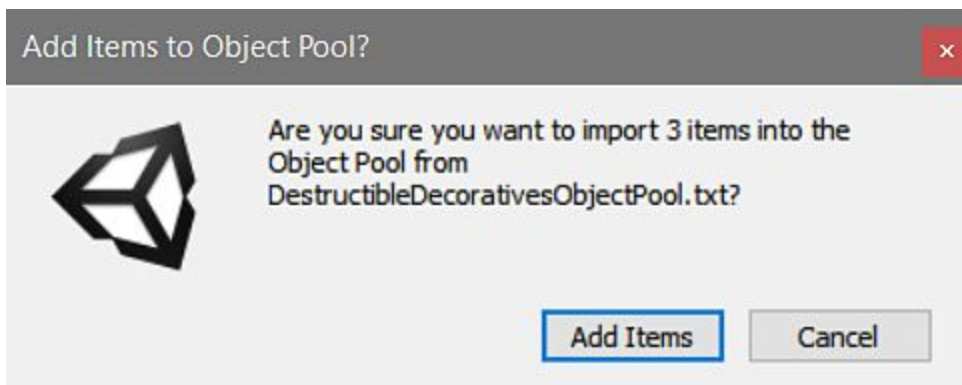 Add Items to Object Pool?
Are you sure you want to import 3 items into the
Object Pool from
DestructibleDecorativesObjectPool.txt?
Add Items
Cancel